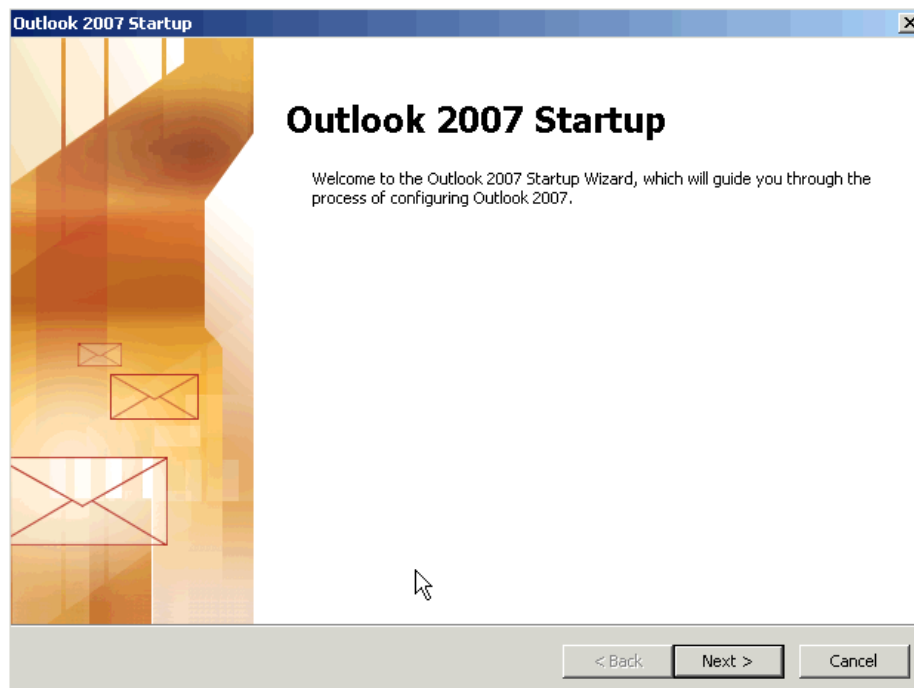 Outlook 2007 Startup
Outlook 2007 Startup
Welcome to the Outlook 2007 Startup Wizard, which will guide you through the
process of configuring Outlook 2007.
< Back
Next >
Cancel